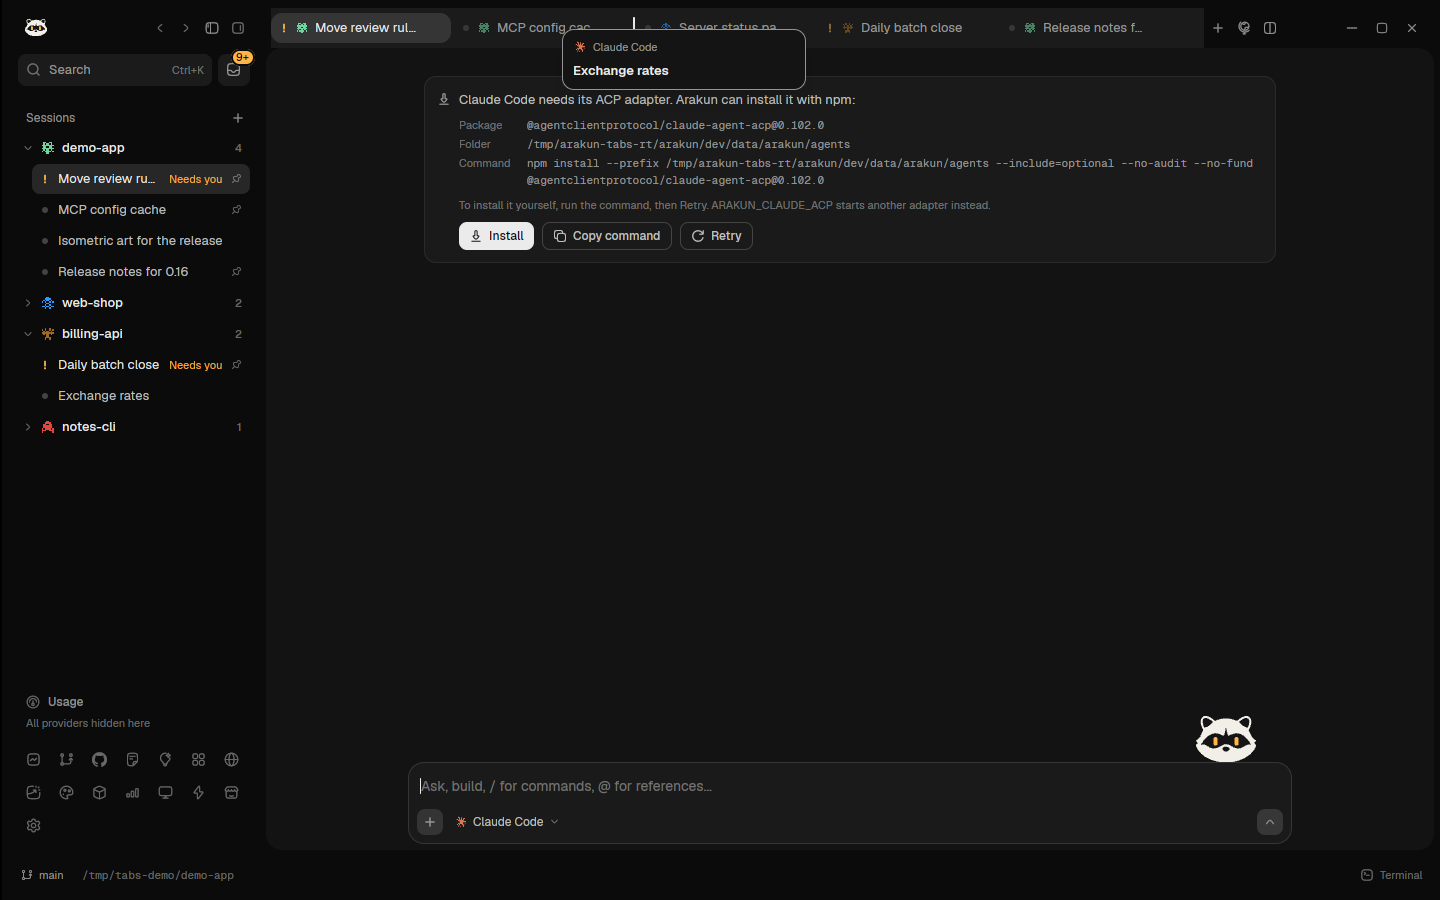 Move review rul...
MCP config cac
Server status pa
Daily batch close
Release notes f...
Search
Ctrl+K
9+
Claude Code
Exchange rates
Sessions
demo-app
4
Move review ru...
Needs you
MCP config cache
Isometric art for the release
Release notes for 0.16
web-shop
2
billing-api
2
Daily batch close
Needs you
Exchange rates
notes-cli
1
Claude Code needs its ACP adapter. Arakun can install it with npm:
Package @agentclientprotocol/claude-agent-acp@0.102.0
Folder /tmp/arakun-tabs-rt/arakun/dev/data/arakun/agents
Command npm install --prefix /tmp/arakun-tabs-rt/arakun/dev/data/arakun/agents --include=optional --no-audit --no-fund
@agentclientprotocol/claude-agent-acp@0.102.0
To install it yourself, run the command, then Retry. ARAKUN_CLAUDE_ACP starts another adapter instead.
Install
Copy command
Retry
Usage
All providers hidden here
Ask, build, / for commands, @ for references...
Claude Code
main
/tmp/tabs-demo/demo-app
Terminal